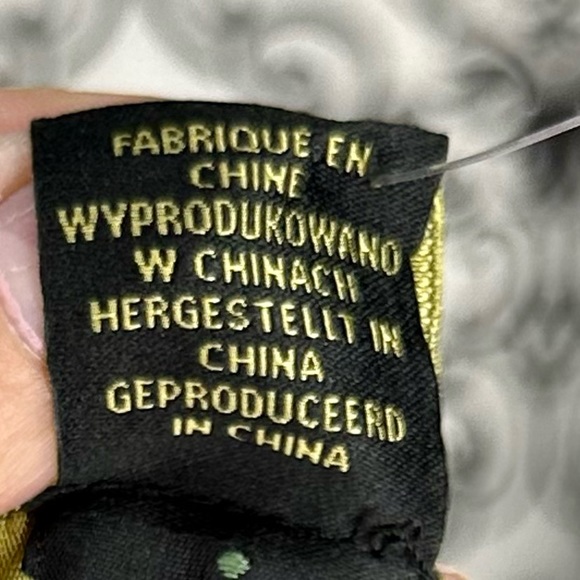 FABRIQUE EN
CHINE
WYPRODUKOWANO
W CHINACH
HERGESTELLT IN
CHINA
GEPRODUCEERD
IN CHINA